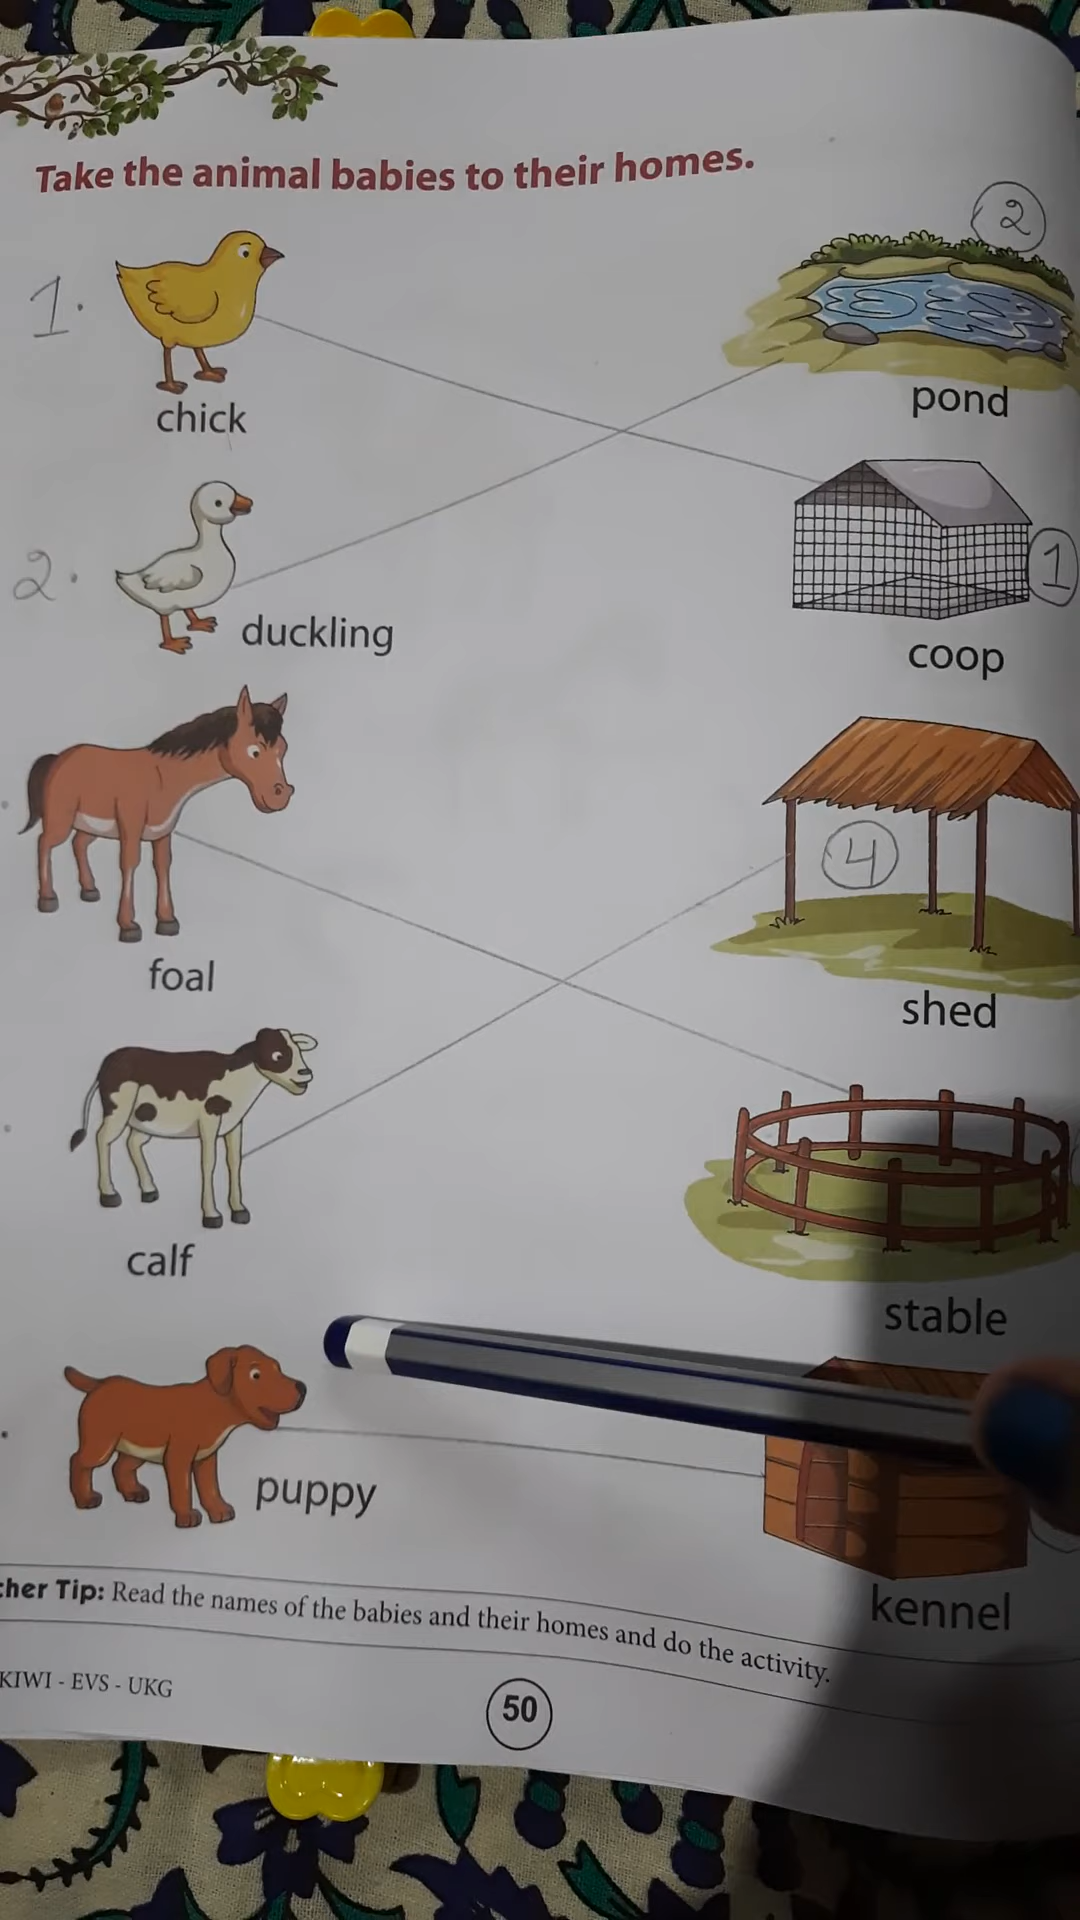 Take the animal babies to their homes.
2
1.
chick
pond
2.
duckling
1
coop
4
foal
shed
calf
stable
puppy
kennel
Tip: Read the names of the babies and their homes and do the activity.
KIWI - EVS - UKG
50